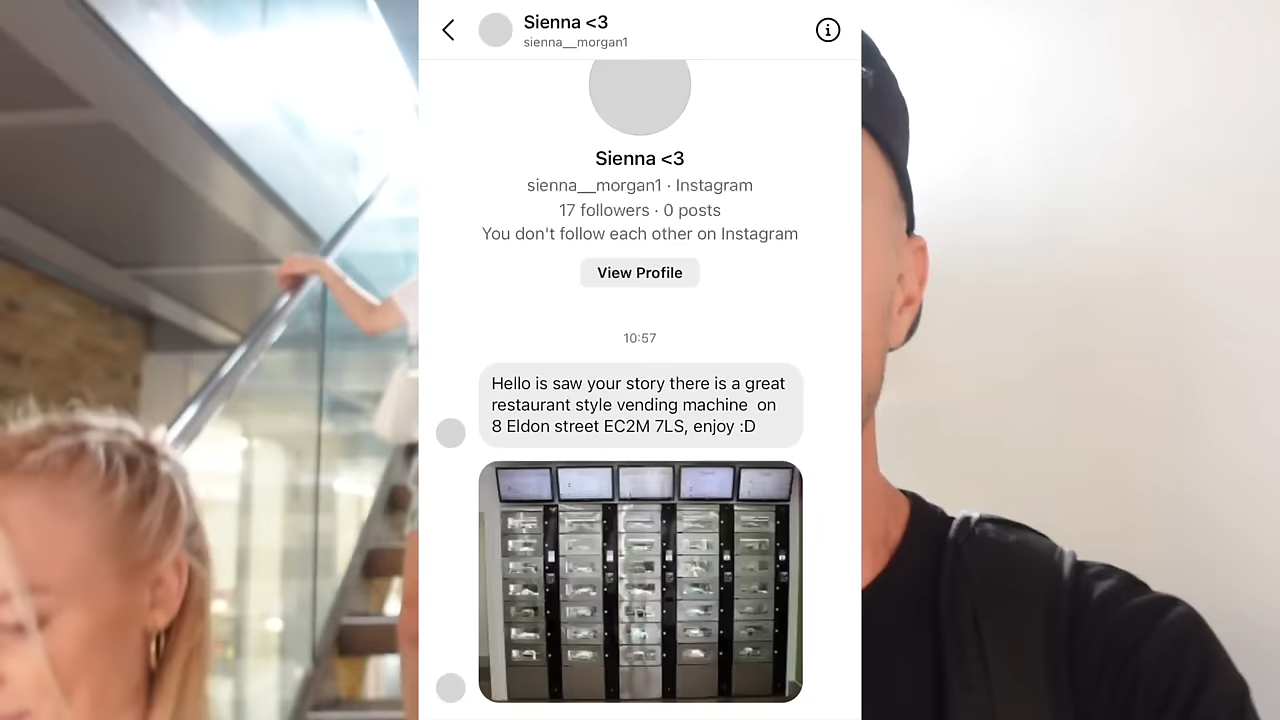 Sienna <3
sienna__morgan1
Sienna <3
sienna__morgan1 · Instagram
17 followers · 0 posts
You don't follow each other on Instagram
View Profile
10:57
Hello is saw your story there is a great
restaurant style vending machine  on
8 Eldon street EC2M 7LS, enjoy :D